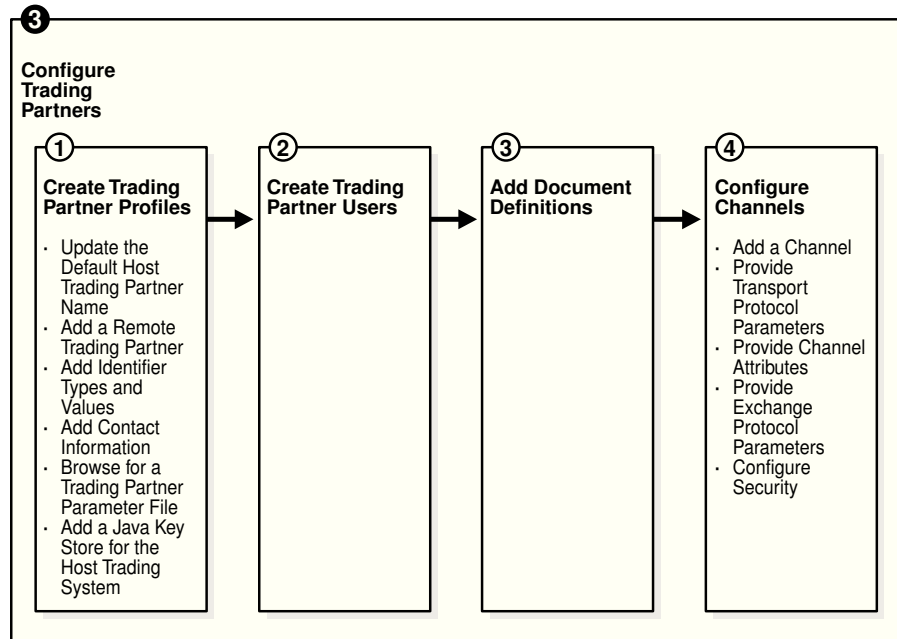 3
Configure
Trading
Partners
1
Create Trading
Partner Profiles
· Update the
Default Host
Trading Partner
Name
· Add a Remote
Trading Partner
· Add Identifier
Types and
Values
· Add Contact
Information
· Browse for a
Trading Partner
Parameter File
· Add a Java Key
Store for the
Host Trading
System
2
Create Trading
Partner Users
3
Add Document
Definitions
4
Configure
Channels
· Add a Channel
· Provide
Transport
Protocol
Parameters
· Provide Channel
Attributes
· Provide
Exchange
Protocol
Parameters
· Configure
Security